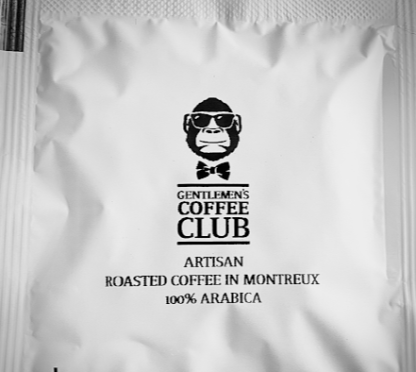 GENTLEMEN'S
COFFEE
CLUB
ARTISAN
ROASTED COFFEE IN MONTREUX
100% ARABICA